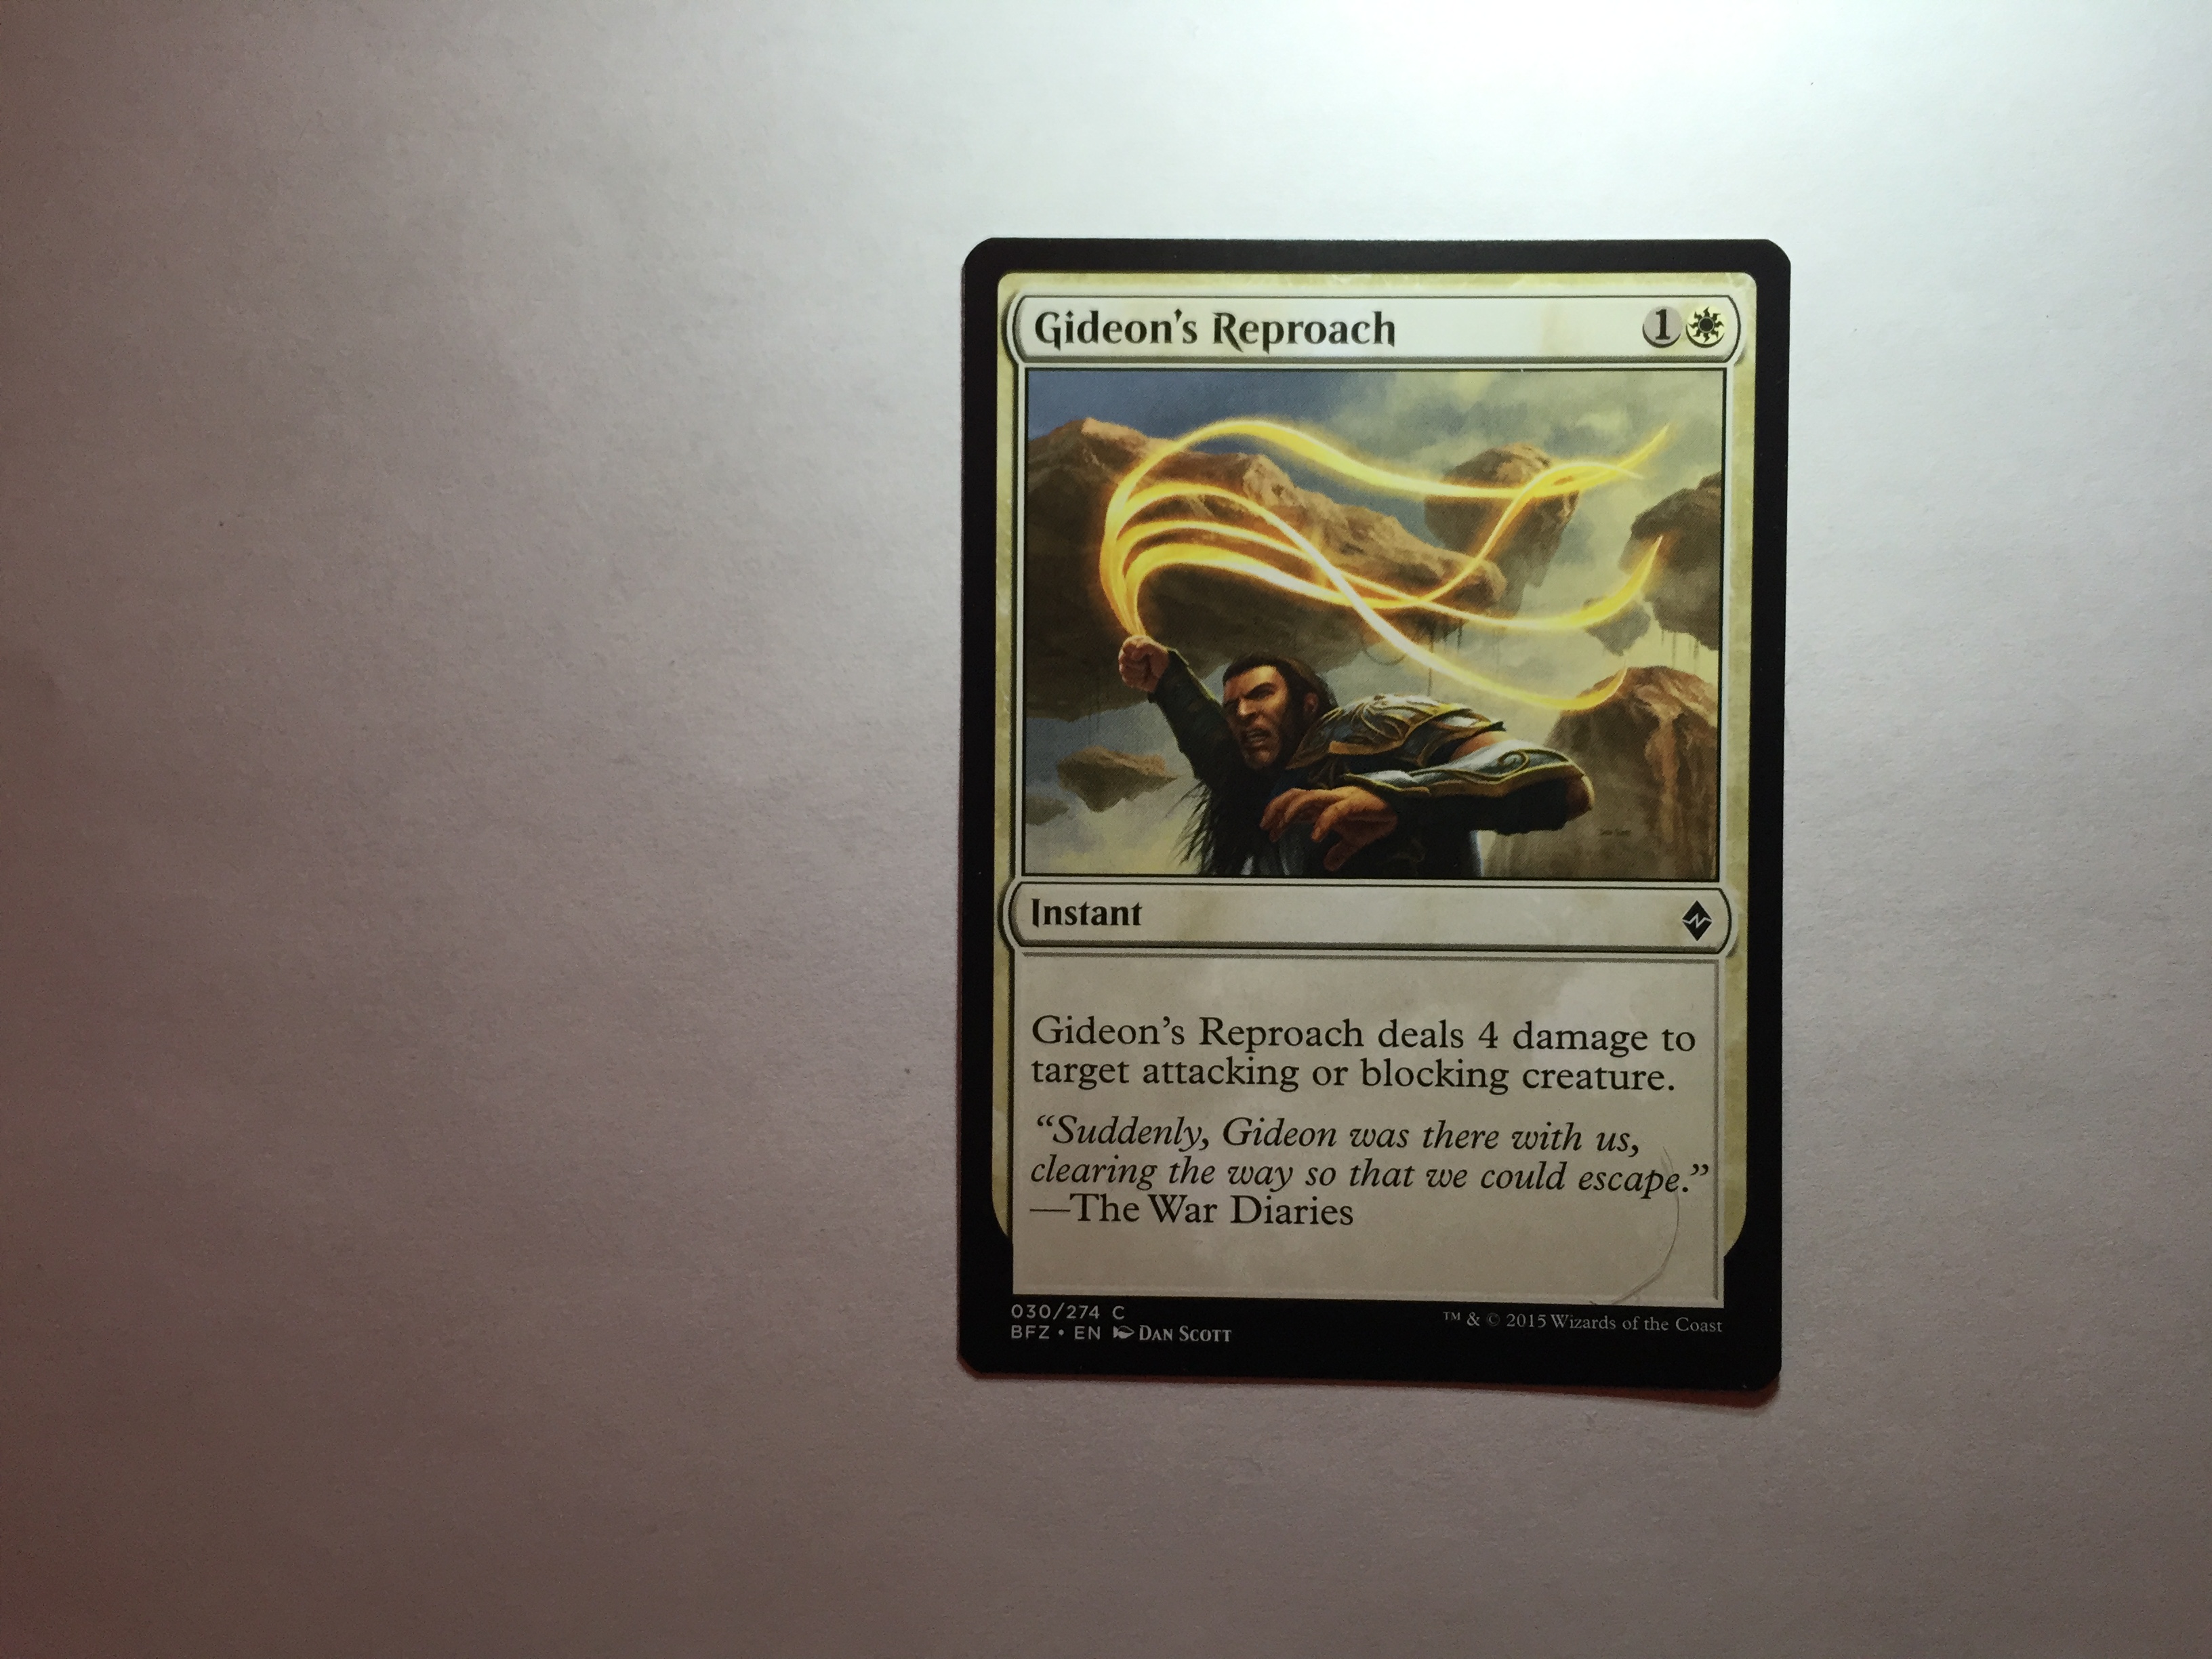 Gideon's Reproach 1
Instant
Gideon's Reproach deals 4 damage to
target attacking or blocking creature.
“Suddenly, Gideon was there with us,
clearing the way so that we could escape.”
—The War Diaries
030/274 C
BFZ • EN Dan Scott
™ & © 2015 Wizards of the Coast